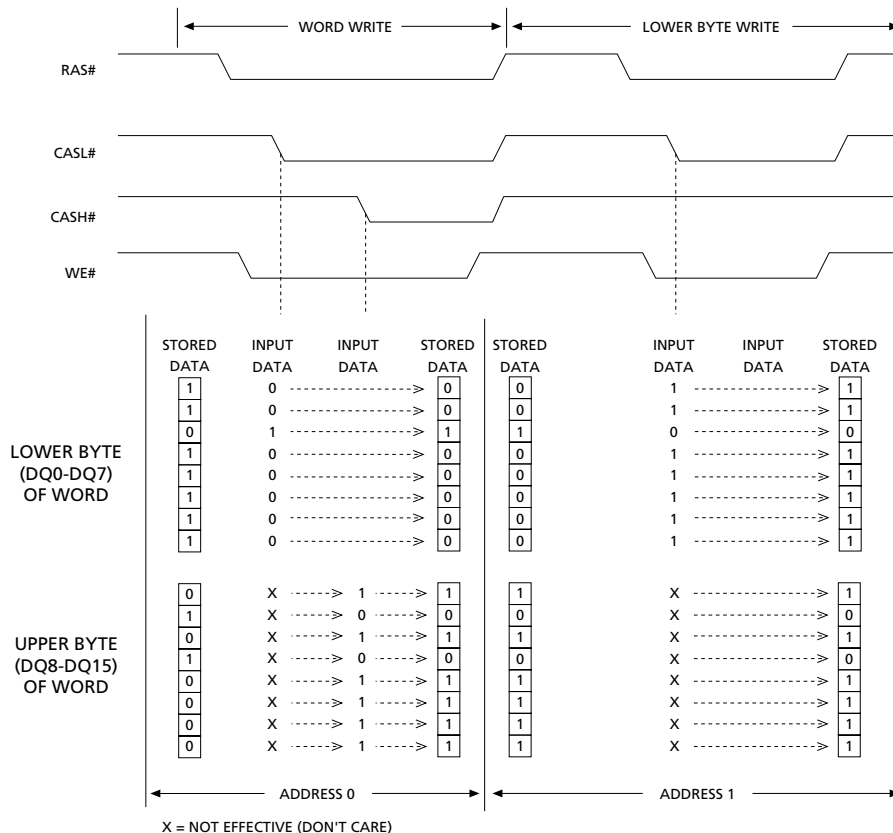 WORD WRITE LOWER BYTE WRITE
RAS#
CASL#
CASH#
WE#
STORED INPUT INPUT STORED STORED INPUT INPUT STORED
DATA DATA DATA DATA DATA DATA DATA DATA
1 0 0 0 1 1
1 0 0 0 1 1
0 1 1 1 0 0
LOWER BYTE
1 0 0 0 1 1
(DQ0-DQ7)
1 0 0 0 1 1
OF WORD
1 0 0 0 1 1
1 0 0 0 1 1
1 0 0 0 1 1
0 X 1 1 1 X 1
1 X 0 0 0 X 0
0 X 1 1 1 X 1
UPPER BYTE
1 X 0 0 0 X 0
(DQ8-DQ15)
0 X 1 1 1 X 1
OF WORD
0 X 1 1 1 X 1
0 X 1 1 1 X 1
0 X 1 1 1 X 1
ADDRESS 0 ADDRESS 1
X = NOT EFFECTIVE (DON'T CARE)